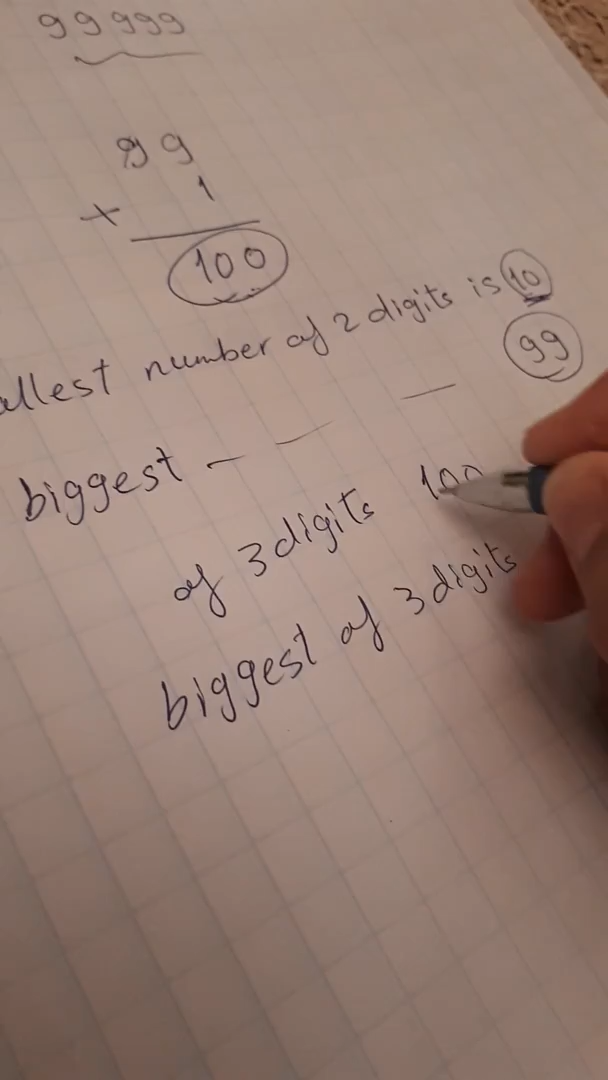 99999
99
+ 1
100
allest number of 2 digits is 10
biggest — — — 99
of 3 digits 100
biggest of 3 digits